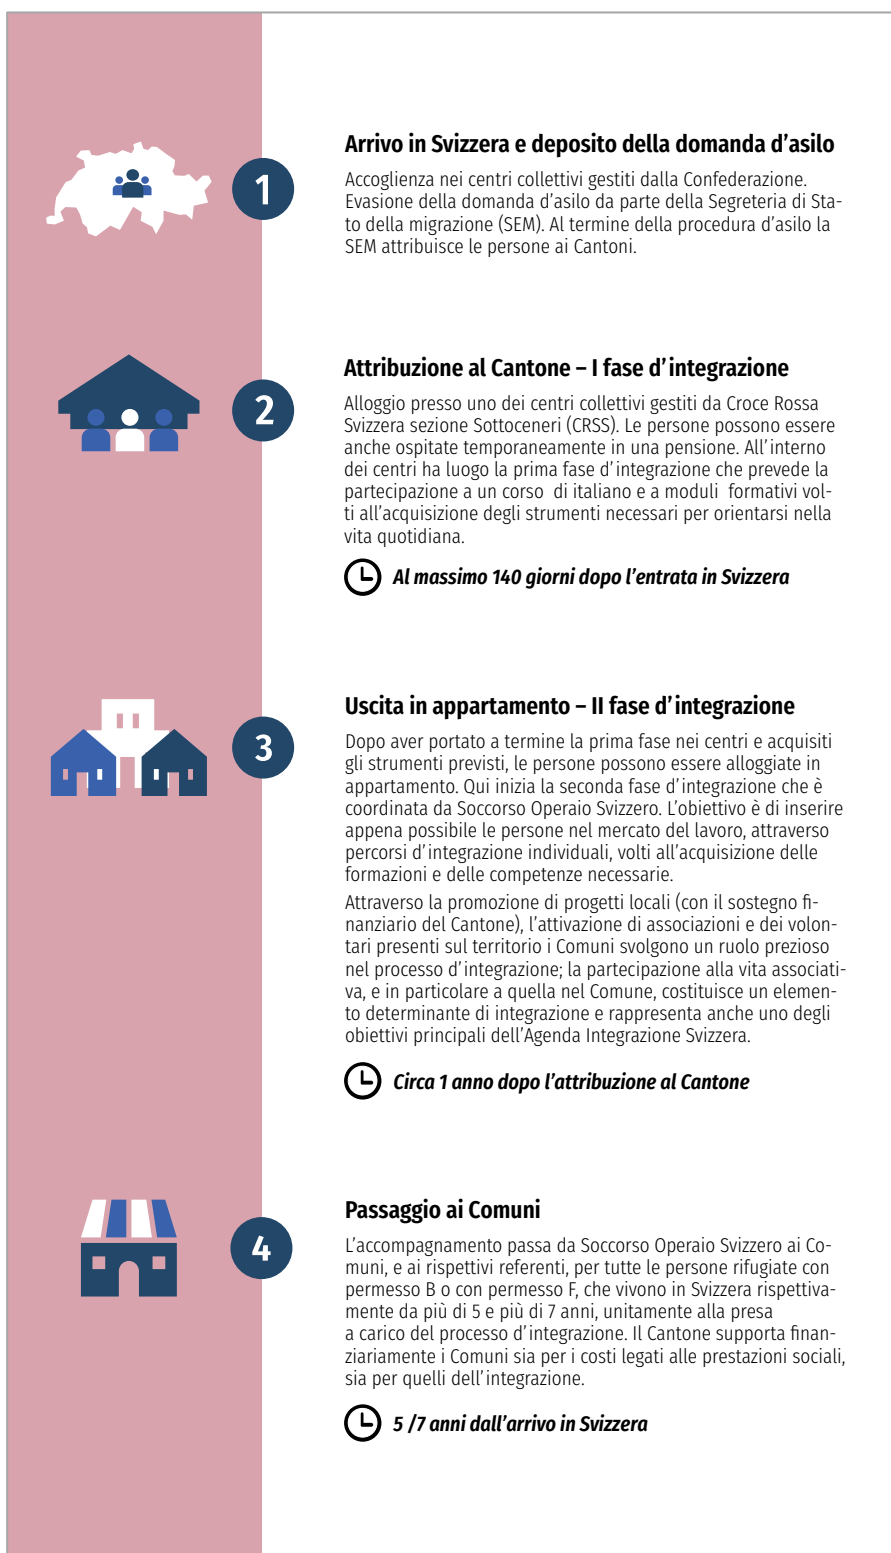 1
Arrivo in Svizzera e deposito della domanda d'asilo
Accoglienza nei centri collettivi gestiti dalla Confederazione.
Evasione della domanda d'asilo da parte della Segreteria di Sta-
to della migrazione (SEM). Al termine della procedura d'asilo la
SEM attribuisce le persone ai Cantoni.
2
Attribuzione al Cantone – I fase d'integrazione
Alloggio presso uno dei centri collettivi gestiti da Croce Rossa
Svizzera sezione Sottoceneri (CRSS). Le persone possono essere
anche ospitate temporaneamente in una pensione. All'interno
dei centri ha luogo la prima fase d'integrazione che prevede la
partecipazione a un corso di italiano e a moduli formativi vol-
ti all'acquisizione degli strumenti necessari per orientarsi nella
vita quotidiana.
Al massimo 140 giorni dopo l'entrata in Svizzera
3
Uscita in appartamento – II fase d'integrazione
Dopo aver portato a termine la prima fase nei centri e acquisiti
gli strumenti previsti, le persone possono essere alloggiate in
appartamento. Qui inizia la seconda fase d'integrazione che è
coordinata da Soccorso Operaio Svizzero. L'obiettivo è di inserire
appena possibile le persone nel mercato del lavoro, attraverso
percorsi d'integrazione individuali, volti all'acquisizione delle
formazioni e delle competenze necessarie.
Attraverso la promozione di progetti locali (con il sostegno fi-
nanziario del Cantone), l'attivazione di associazioni e dei volon-
tari presenti sul territorio i Comuni svolgono un ruolo prezioso
nel processo d'integrazione; la partecipazione alla vita associati-
va, e in particolare a quella nel Comune, costituisce un elemen-
to determinante di integrazione e rappresenta anche uno degli
obiettivi principali dell'Agenda Integrazione Svizzera.
Circa 1 anno dopo l'attribuzione al Cantone
4
Passaggio ai Comuni
L'accompagnamento passa da Soccorso Operaio Svizzero ai Co-
muni, e ai rispettivi referenti, per tutte le persone rifugiate con
permesso B o con permesso F, che vivono in Svizzera rispettiva-
mente da più di 5 e più di 7 anni, unitamente alla presa
a carico del processo d'integrazione. Il Cantone supporta finan-
ziariamente i Comuni sia per i costi legati alle prestazioni sociali,
sia per quelli dell'integrazione.
5 /7 anni dall'arrivo in Svizzera